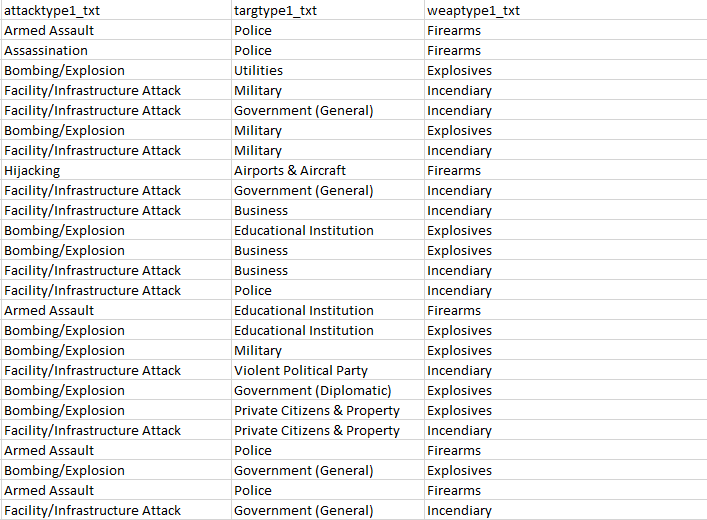 attacktype1_txt targtype1_txt weaptype1_txt
Armed Assault Police Firearms
Assassination Police Firearms
Bombing/Explosion Utilities Explosives
Facility/Infrastructure Attack Military Incendiary
Facility/Infrastructure Attack Government (General) Incendiary
Bombing/Explosion Military Explosives
Facility/Infrastructure Attack Military Incendiary
Hijacking Airports & Aircraft Firearms
Facility/Infrastructure Attack Government (General) Incendiary
Facility/Infrastructure Attack Business Incendiary
Bombing/Explosion Educational Institution Explosives
Bombing/Explosion Business Explosives
Facility/Infrastructure Attack Business Incendiary
Facility/Infrastructure Attack Police Incendiary
Armed Assault Educational Institution Firearms
Bombing/Explosion Educational Institution Explosives
Bombing/Explosion Military Explosives
Facility/Infrastructure Attack Violent Political Party Incendiary
Bombing/Explosion Government (Diplomatic) Explosives
Bombing/Explosion Private Citizens & Property Explosives
Facility/Infrastructure Attack Private Citizens & Property Incendiary
Armed Assault Police Firearms
Bombing/Explosion Government (General) Explosives
Armed Assault Police Firearms
Facility/Infrastructure Attack Government (General) Incendiary